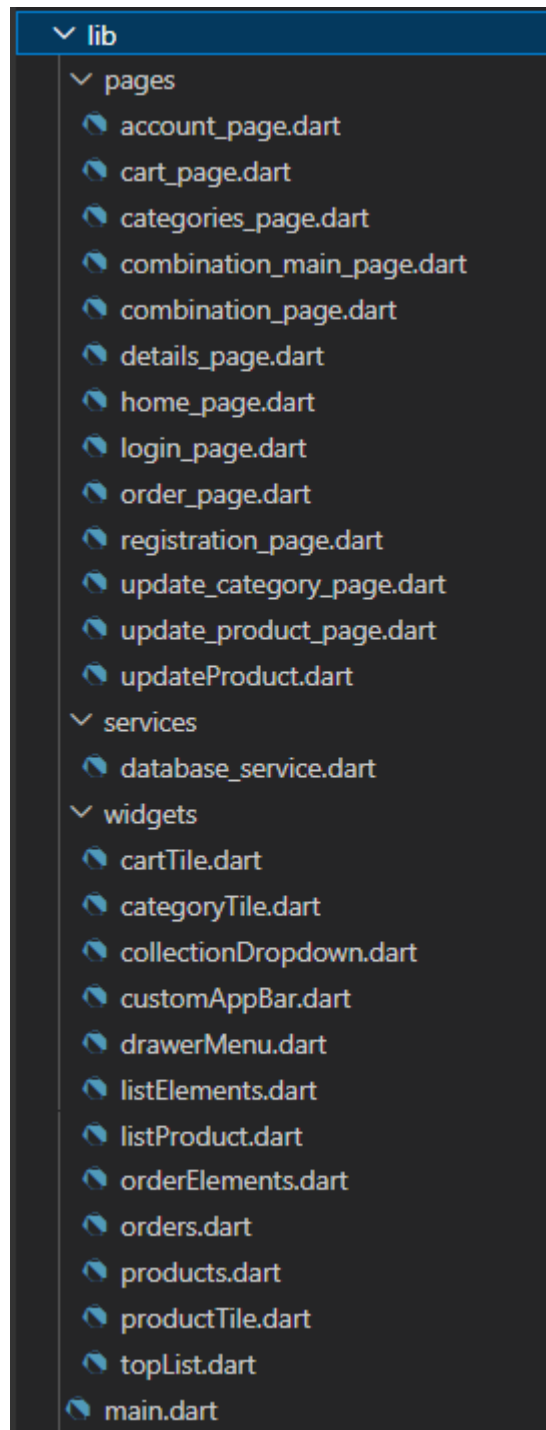 lib
pages
account_page.dart
cart_page.dart
categories_page.dart
combination_main_page.dart
combination_page.dart
details_page.dart
home_page.dart
login_page.dart
order_page.dart
registration_page.dart
update_category_page.dart
update_product_page.dart
updateProduct.dart
services
database_service.dart
widgets
cartTile.dart
categoryTile.dart
collectionDropdown.dart
customAppBar.dart
drawerMenu.dart
listElements.dart
listProduct.dart
orderElements.dart
orders.dart
products.dart
productTile.dart
topList.dart
main.dart